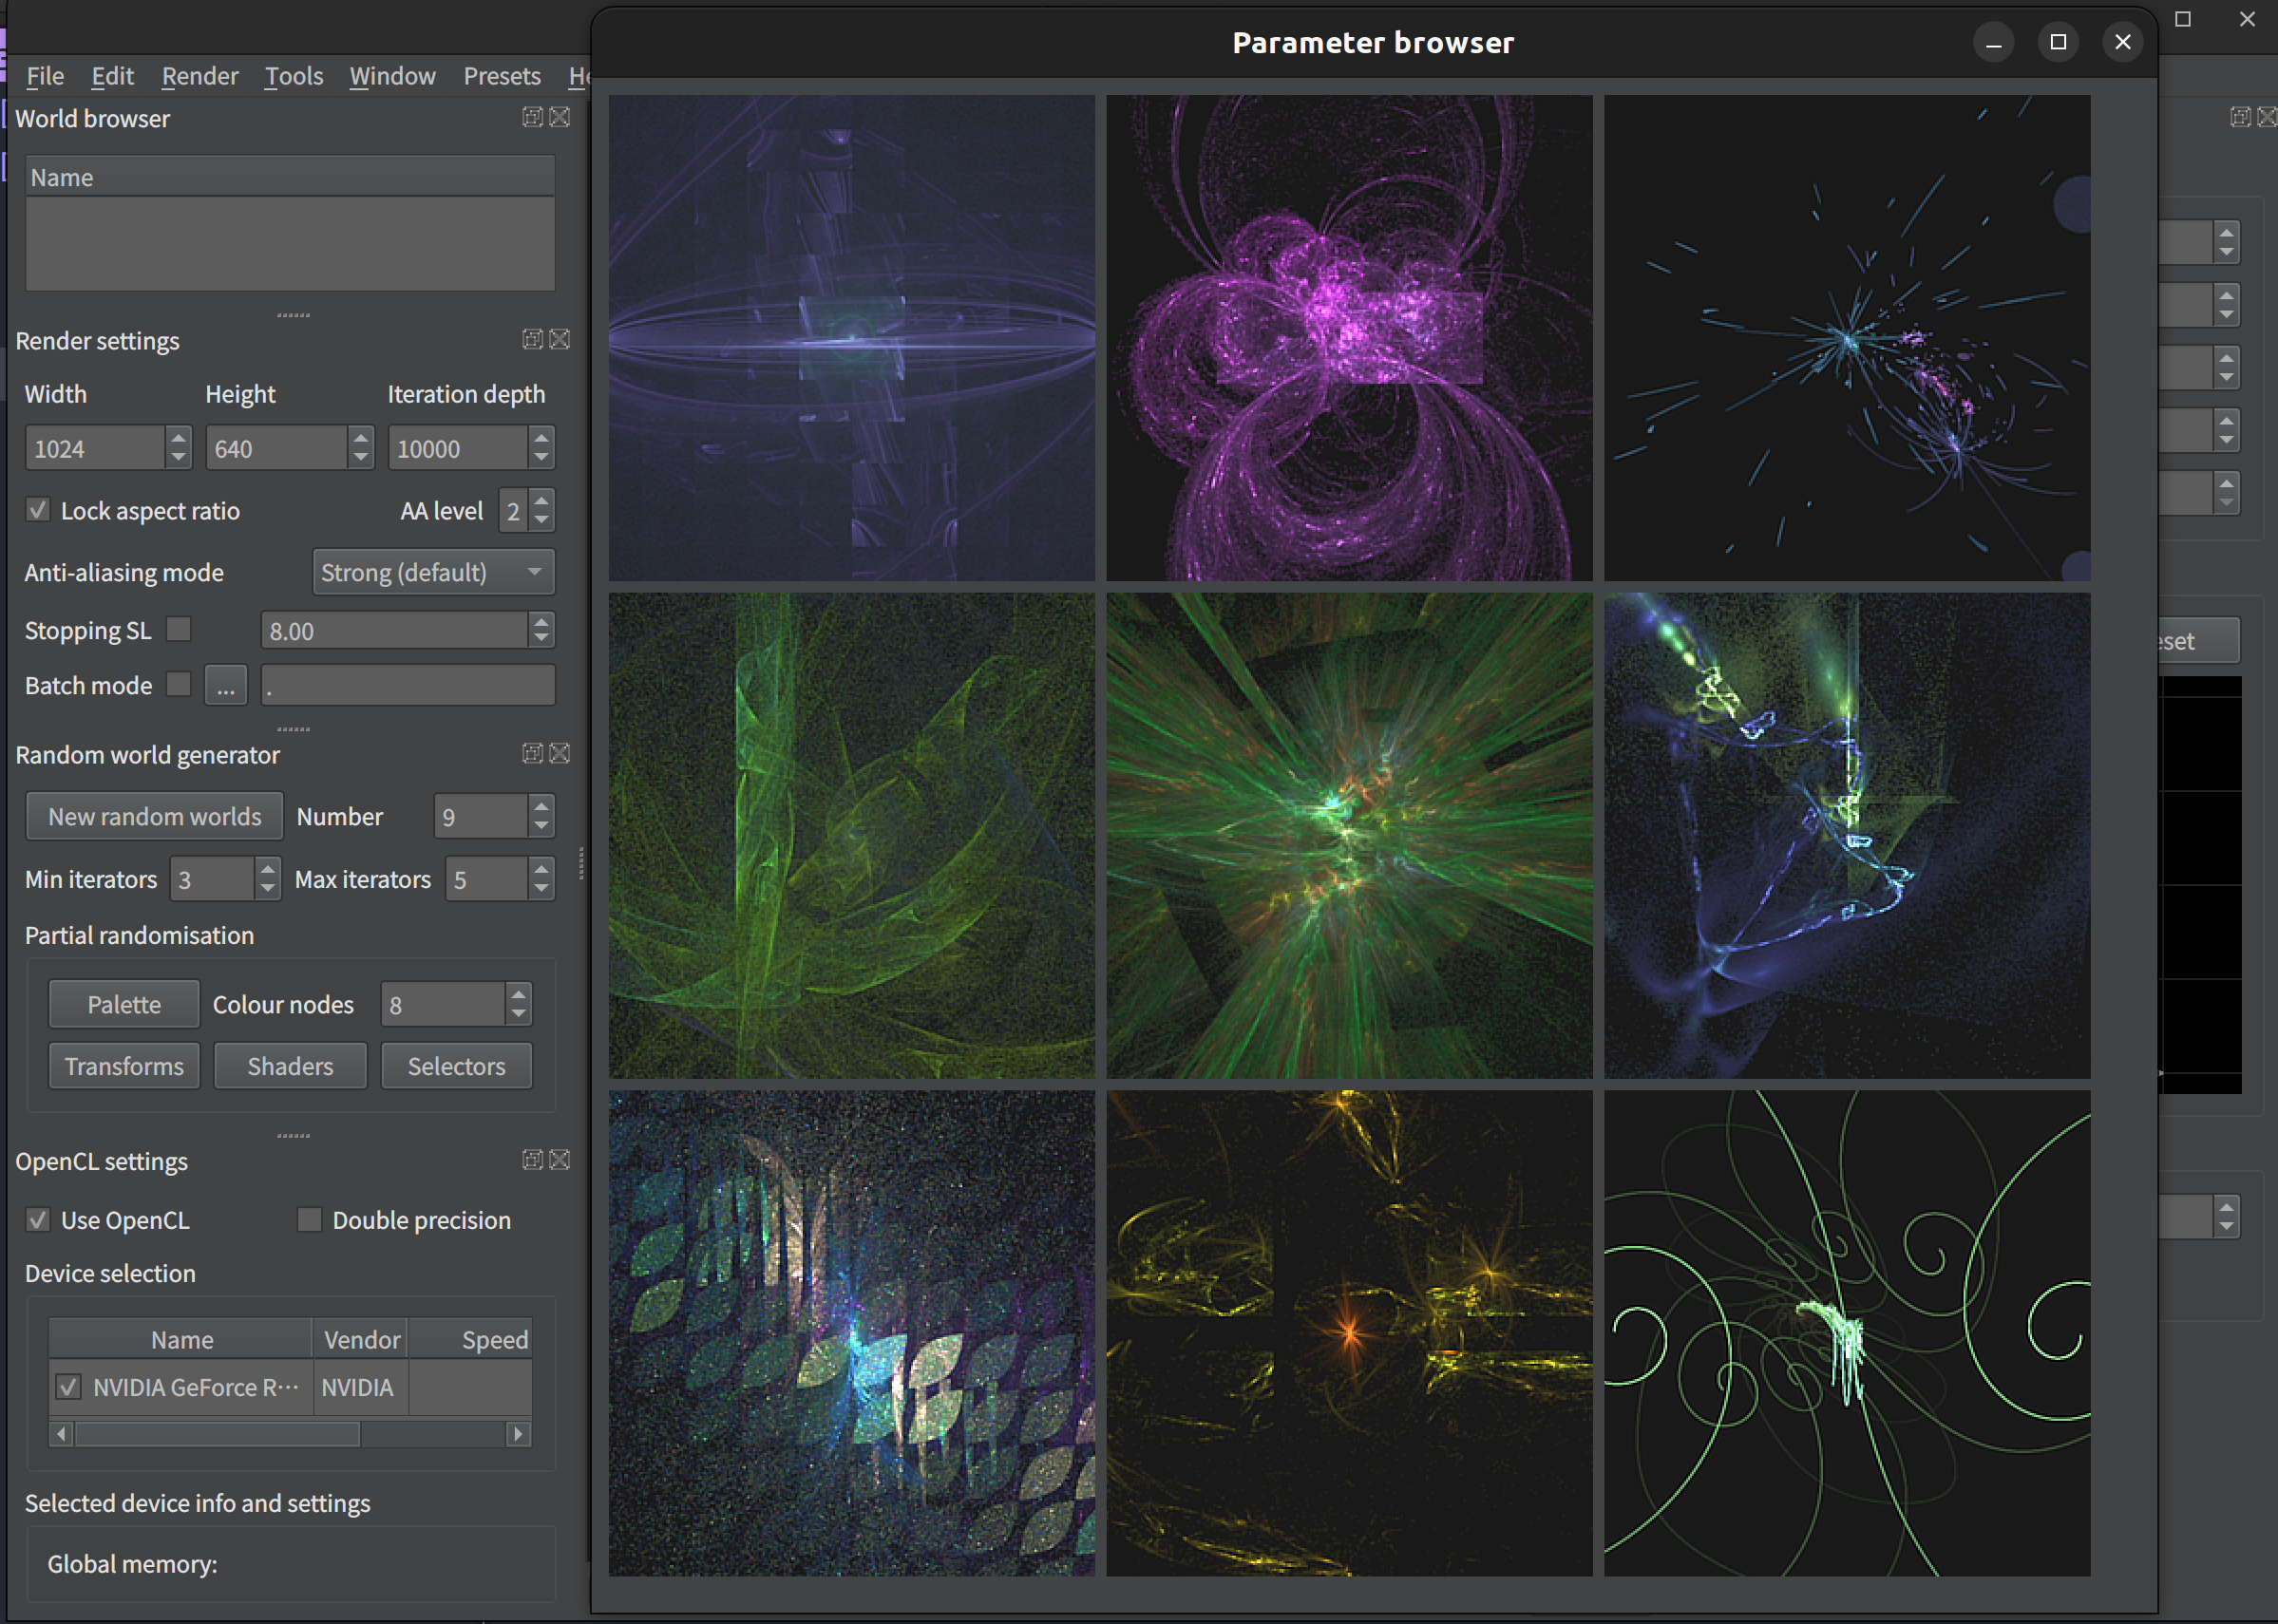 Parameter browser
File Edit Render Tools Window Presets
World browser
Name
Render settings
Width Height Iteration depth
1024 640 10000
Lock aspect ratio AA level 2
Anti-aliasing mode Strong (default)
Stopping SL 8.00
Batch mode ... .
Random world generator
New random worlds Number 9
Min iterators 3 Max iterators 5
Partial randomisation
Palette Colour nodes 8
Transforms Shaders Selectors
OpenCL settings
Use OpenCL Double precision
Device selection
Name Vendor Speed
NVIDIA GeForce R··· NVIDIA
Selected device info and settings
Global memory: